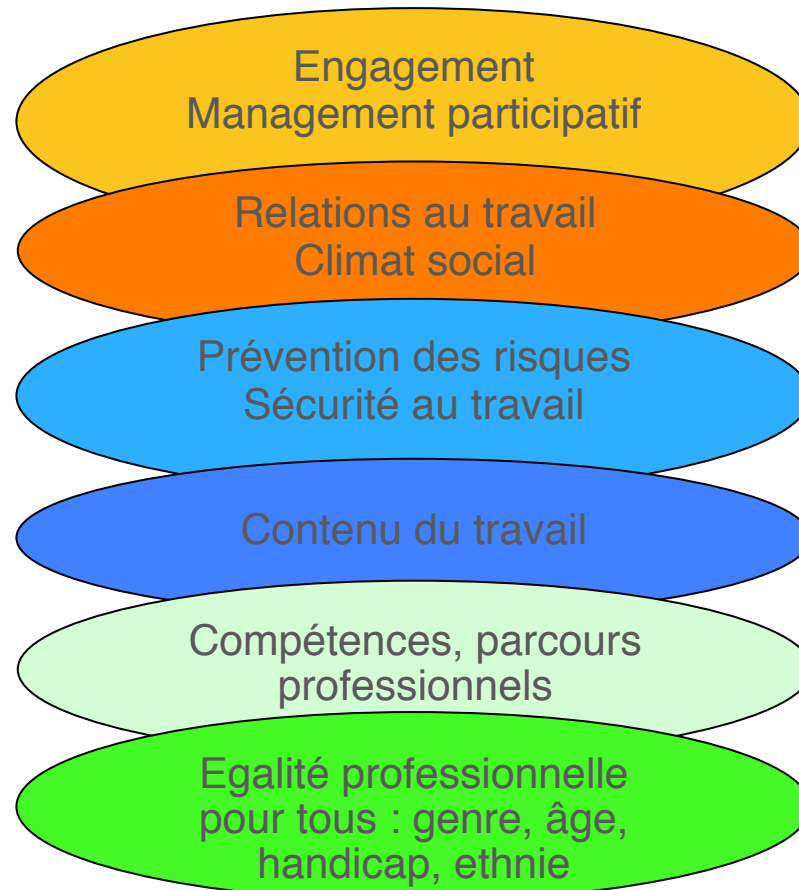 Engagement
Management participatif
Relations au travail
Climat social
Prévention des risques
Sécurité au travail
Contenu du travail
Compétences, parcours
professionnels
Egalité professionnelle
pour tous : genre, âge,
handicap, ethnie